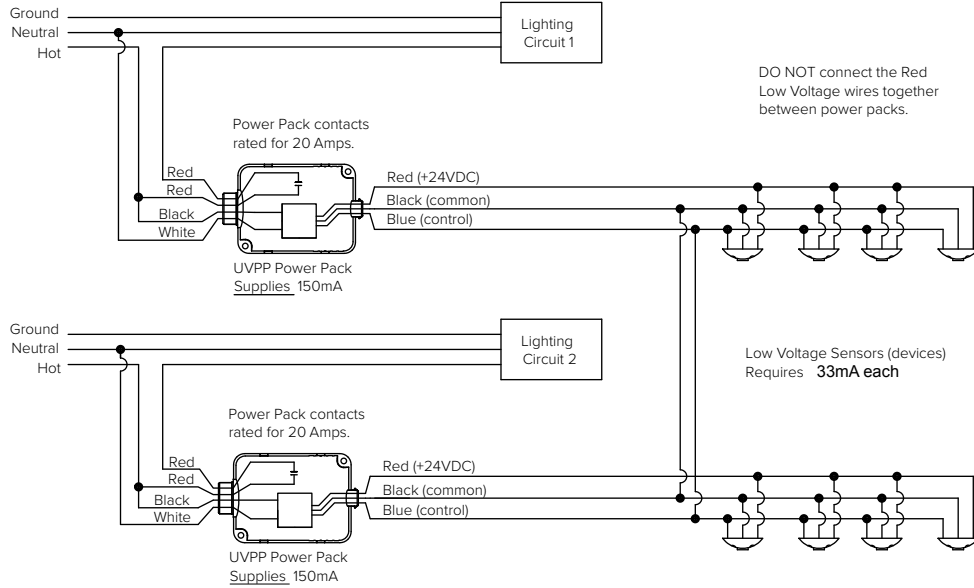 Ground
Neutral
Hot
Lighting
Circuit 1
DO NOT connect the Red
Low Voltage wires together
between power packs.
Power Pack contacts
rated for 20 Amps.
Red
Red
Black
White
Red (+24VDC)
Black (common)
Blue (control)
UVPP Power Pack
Supplies 150mA
Ground
Neutral
Hot
Lighting
Circuit 2
Low Voltage Sensors (devices)
Requires 33mA each
Power Pack contacts
rated for 20 Amps.
Red
Red
Black
White
Red (+24VDC)
Black (common)
Blue (control)
UVPP Power Pack
Supplies 150mA